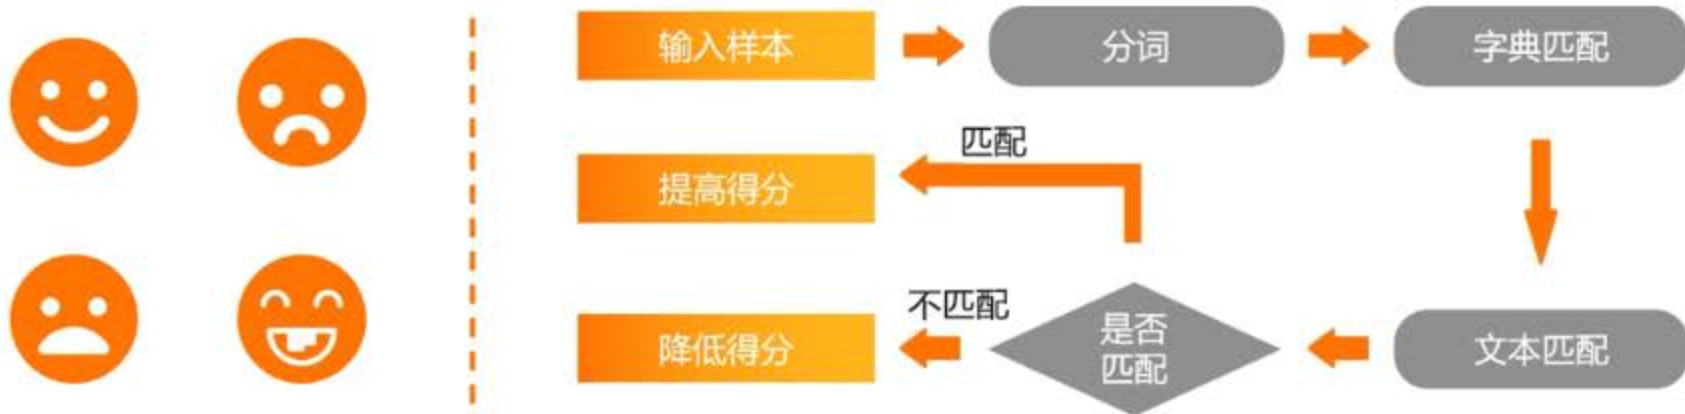 输入样本
分词
字典匹配
匹配
提高得分
不匹配
降低得分
是否
匹配
文本匹配